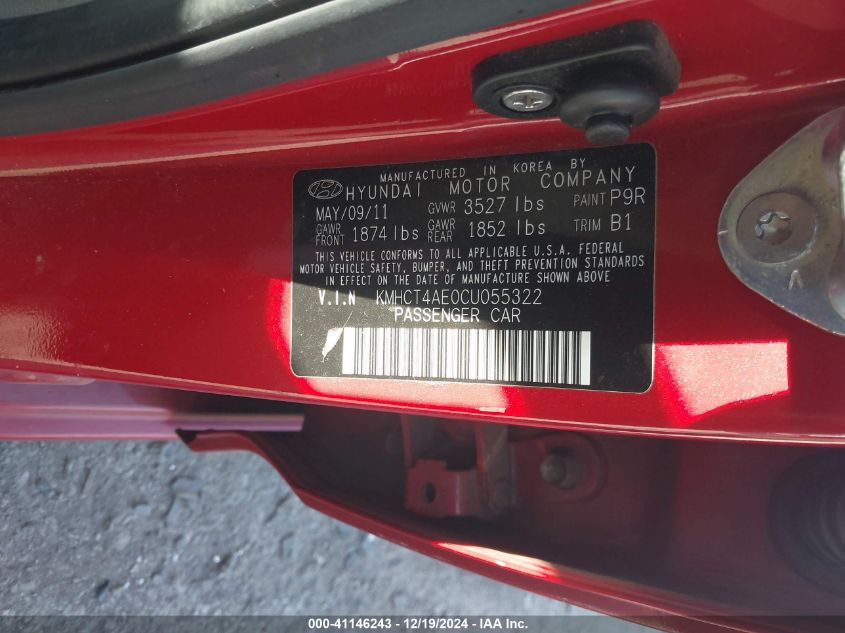 MANUFACTURED IN KOREA BY
HYUNDAI MOTOR COMPANY
MAY/09/11 GVWR 3527 lbs PAINT P9R
GAWR FRONT 1874 lbs GAWR REAR 1852 lbs TRIM B1
THIS VEHICLE CONFORMS TO ALL APPLICABLE U.S.A. FEDERAL
MOTOR VEHICLE SAFETY, BUMPER, AND THEFT PREVENTION STANDARDS
IN EFFECT ON THE DATE OF MANUFACTURE SHOWN ABOVE
V.I.N KMHCT4AE0CU055322
PASSENGER CAR
000-41146243 - 12/19/2024 - IAA Inc.